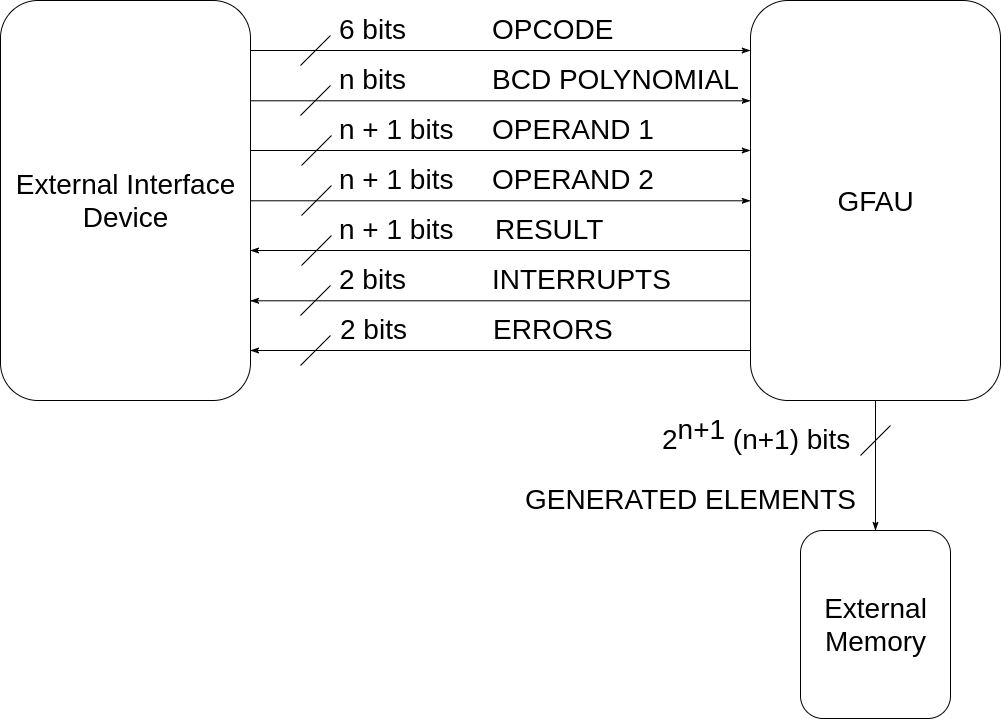 6 bits OPCODE
n bits BCD POLYNOMIAL
n + 1 bits OPERAND 1
n + 1 bits OPERAND 2
n + 1 bits RESULT
2 bits INTERRUPTS
2 bits ERRORS
External Interface
Device
GFAU
2^n+1 (n+1) bits
GENERATED ELEMENTS
External
Memory